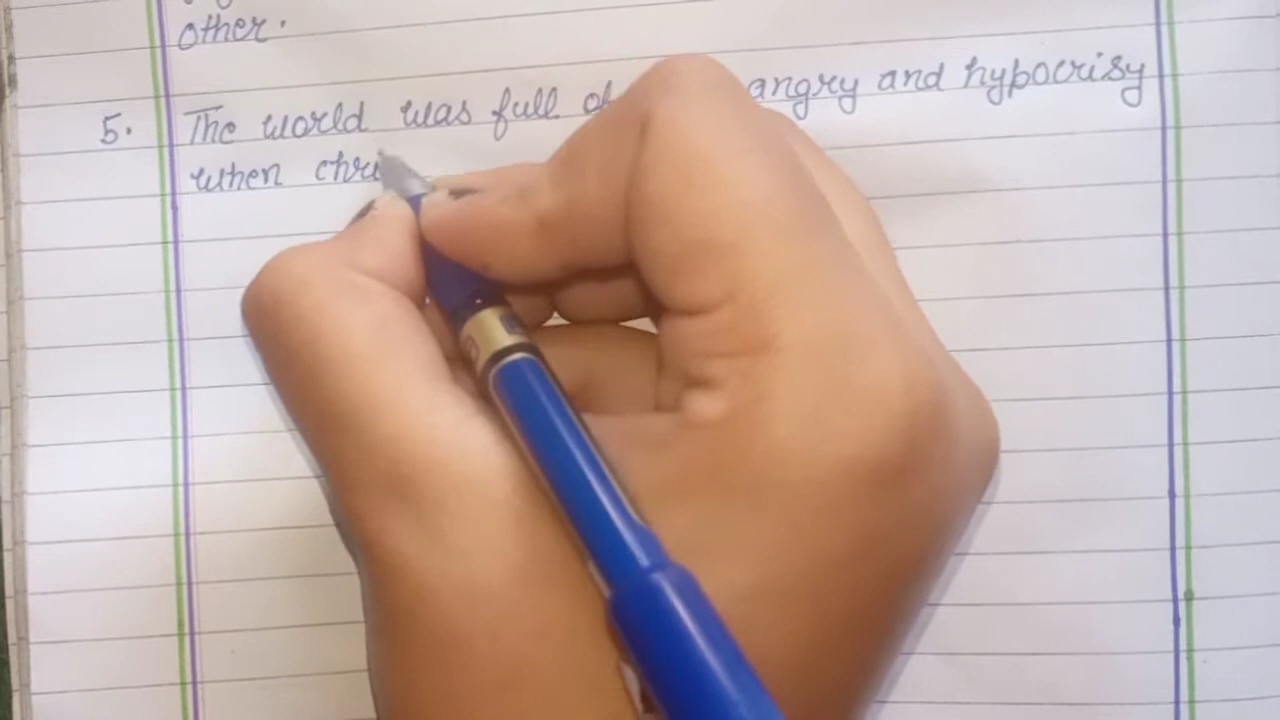 other.
5. The world was full of angry and hypocrisy
when chri